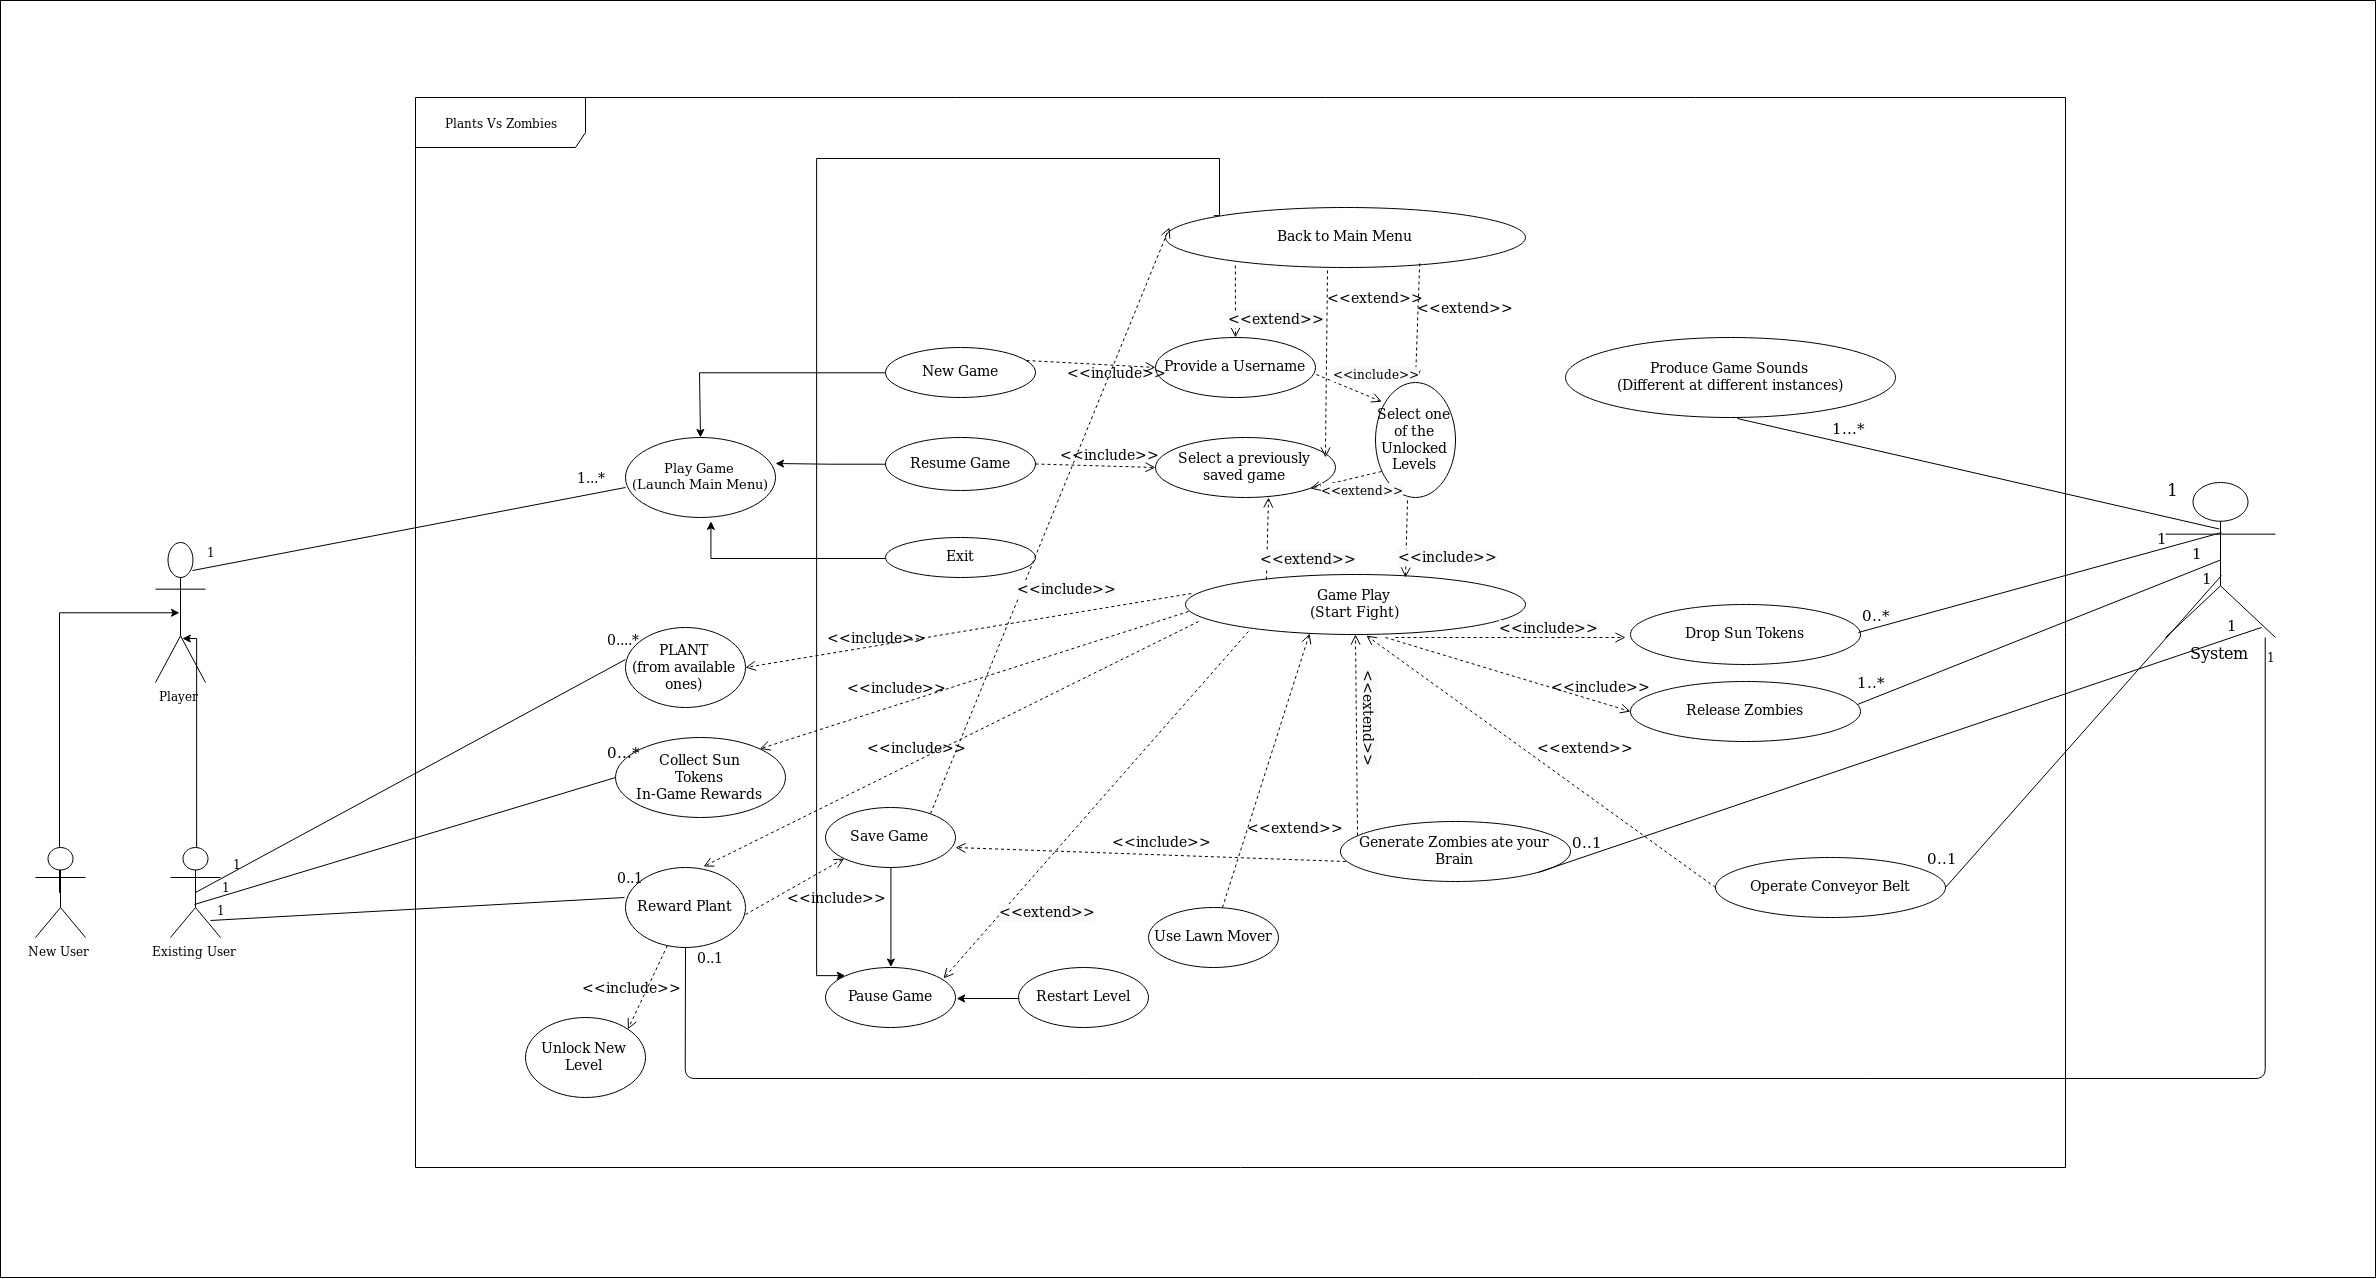 Plants Vs Zombies
Back to Main Menu
<<extend>>
<<extend>>
<<extend>>
New Game
<<include>>
Provide a Username
<<include>>
Produce Game Sounds
(Different at different instances)
1...*
Select one
of the
Unlocked
Levels
Play Game
(Launch Main Menu)
1...*
1
Resume Game
<<include>>
Select a previously
saved game
<<extend>>
1
Exit
<<extend>>
<<include>>
1
1
1
<<include>>
Game Play
(Start Fight)
<<include>>
Drop Sun Tokens
0..*
1
System
1
0....*
PLANT
(from available
ones)
<<include>>
Player
<<include>>
<<include>>
Release Zombies
1..*
<<extend>>
<<extend>>
0...*
Collect Sun
Tokens
In-Game Rewards
<<include>>
Save Game
<<include>>
<<extend>>
Generate Zombies ate your
Brain
0..1
0..1
Operate Conveyor Belt
1
1
1
0..1
Reward Plant
<<include>>
<<extend>>
Use Lawn Mover
New User
Existing User
0..1
<<include>>
Pause Game
Restart Level
Unlock New
Level